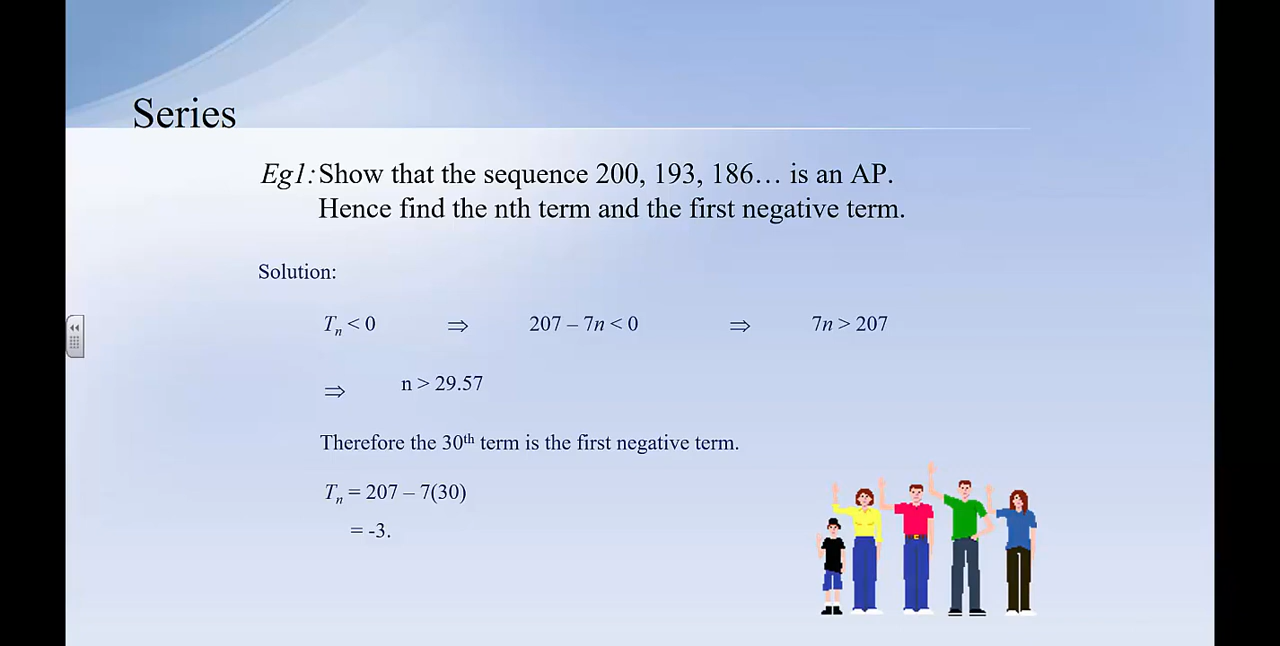 Series
Eg1: Show that the sequence 200, 193, 186… is an AP.
Hence find the nth term and the first negative term.
Solution:
Tₙ < 0 ⇒ 207 – 7n < 0 ⇒ 7n > 207
⇒ n > 29.57
Therefore the 30ᵗʰ term is the first negative term.
Tₙ = 207 – 7(30)
= -3.